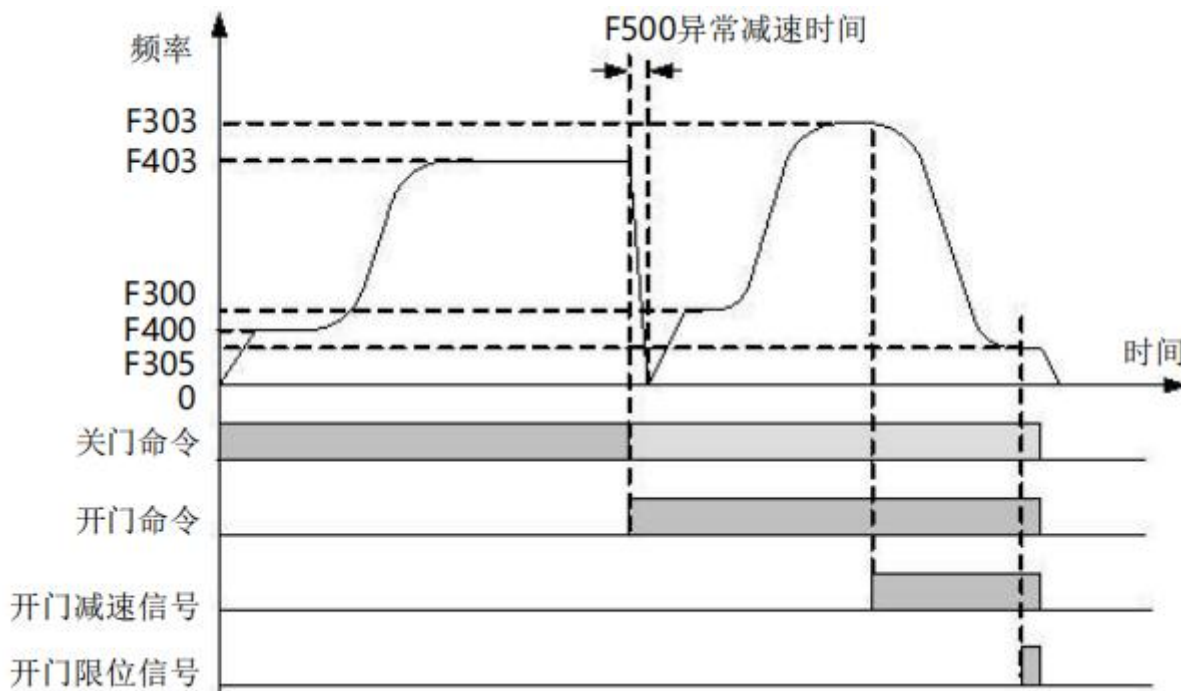 F500异常减速时间
频率
F303
F403
F300
F400
F305
时间
0
关门命令
开门命令
开门减速信号
开门限位信号